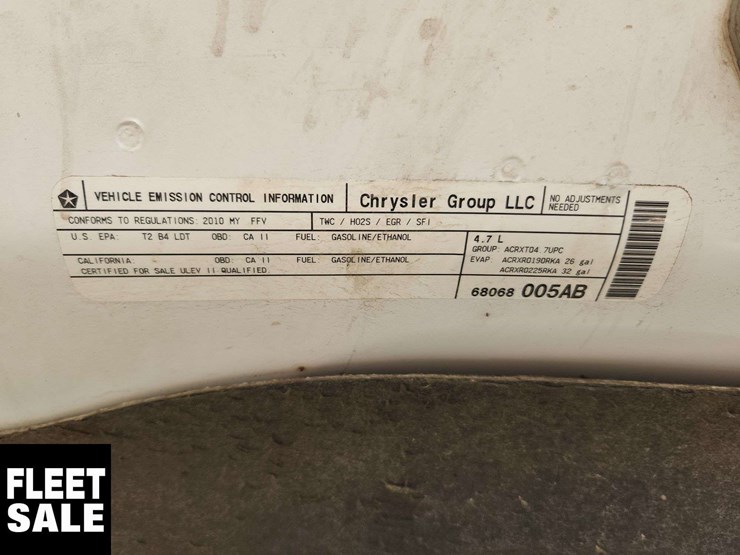 VEHICLE EMISSION CONTROL INFORMATION Chrysler Group LLC NO ADJUSTMENTS NEEDED
CONFORMS TO REGULATIONS: 2010 MY FFV TWC / HO2S / EGR / SFI
U.S. EPA: T2 B4 LDT OBD: CA II FUEL: GASOLINE/ETHANOL
CALIFORNIA: OBD: CA II FUEL: GASOLINE/ETHANOL
CERTIFIED FOR SALE ULEV II QUALIFIED.
4.7 L
GROUP: ACRXT04.7UPC
EVAP: ACRXR0190RKA 26 gal
ACRXR0225RKA 32 gal
68068 005AB
FLEET
SALE